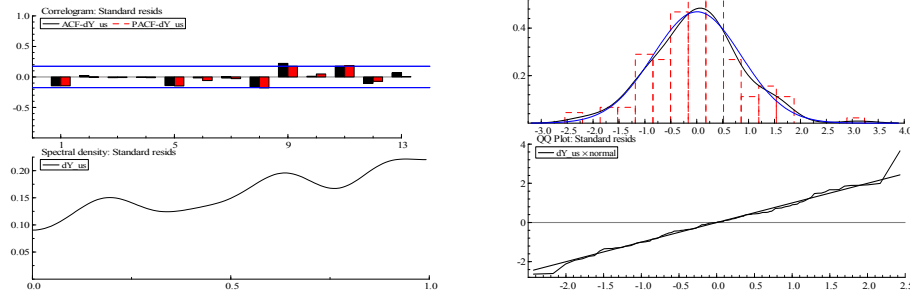 Correlogram: Standard resids
ACF-dY_us PACF-dY_us
1.0
0.5
0.0
-0.5
1 5 9 13
0.4
0.2
-3.0 -2.5 -2.0 -1.5 -1.0 -0.5 0.0 0.5 1.0 1.5 2.0 2.5 3.0 3.5 4.0
Spectral density: Standard resids
dY_us
0.20
0.15
0.10
0.05
0.0 0.5 1.0
QQ Plot: Standard resids
dY_us × normal
4
2
0
-2
-2.0 -1.5 -1.0 -0.5 0.0 0.5 1.0 1.5 2.0 2.5